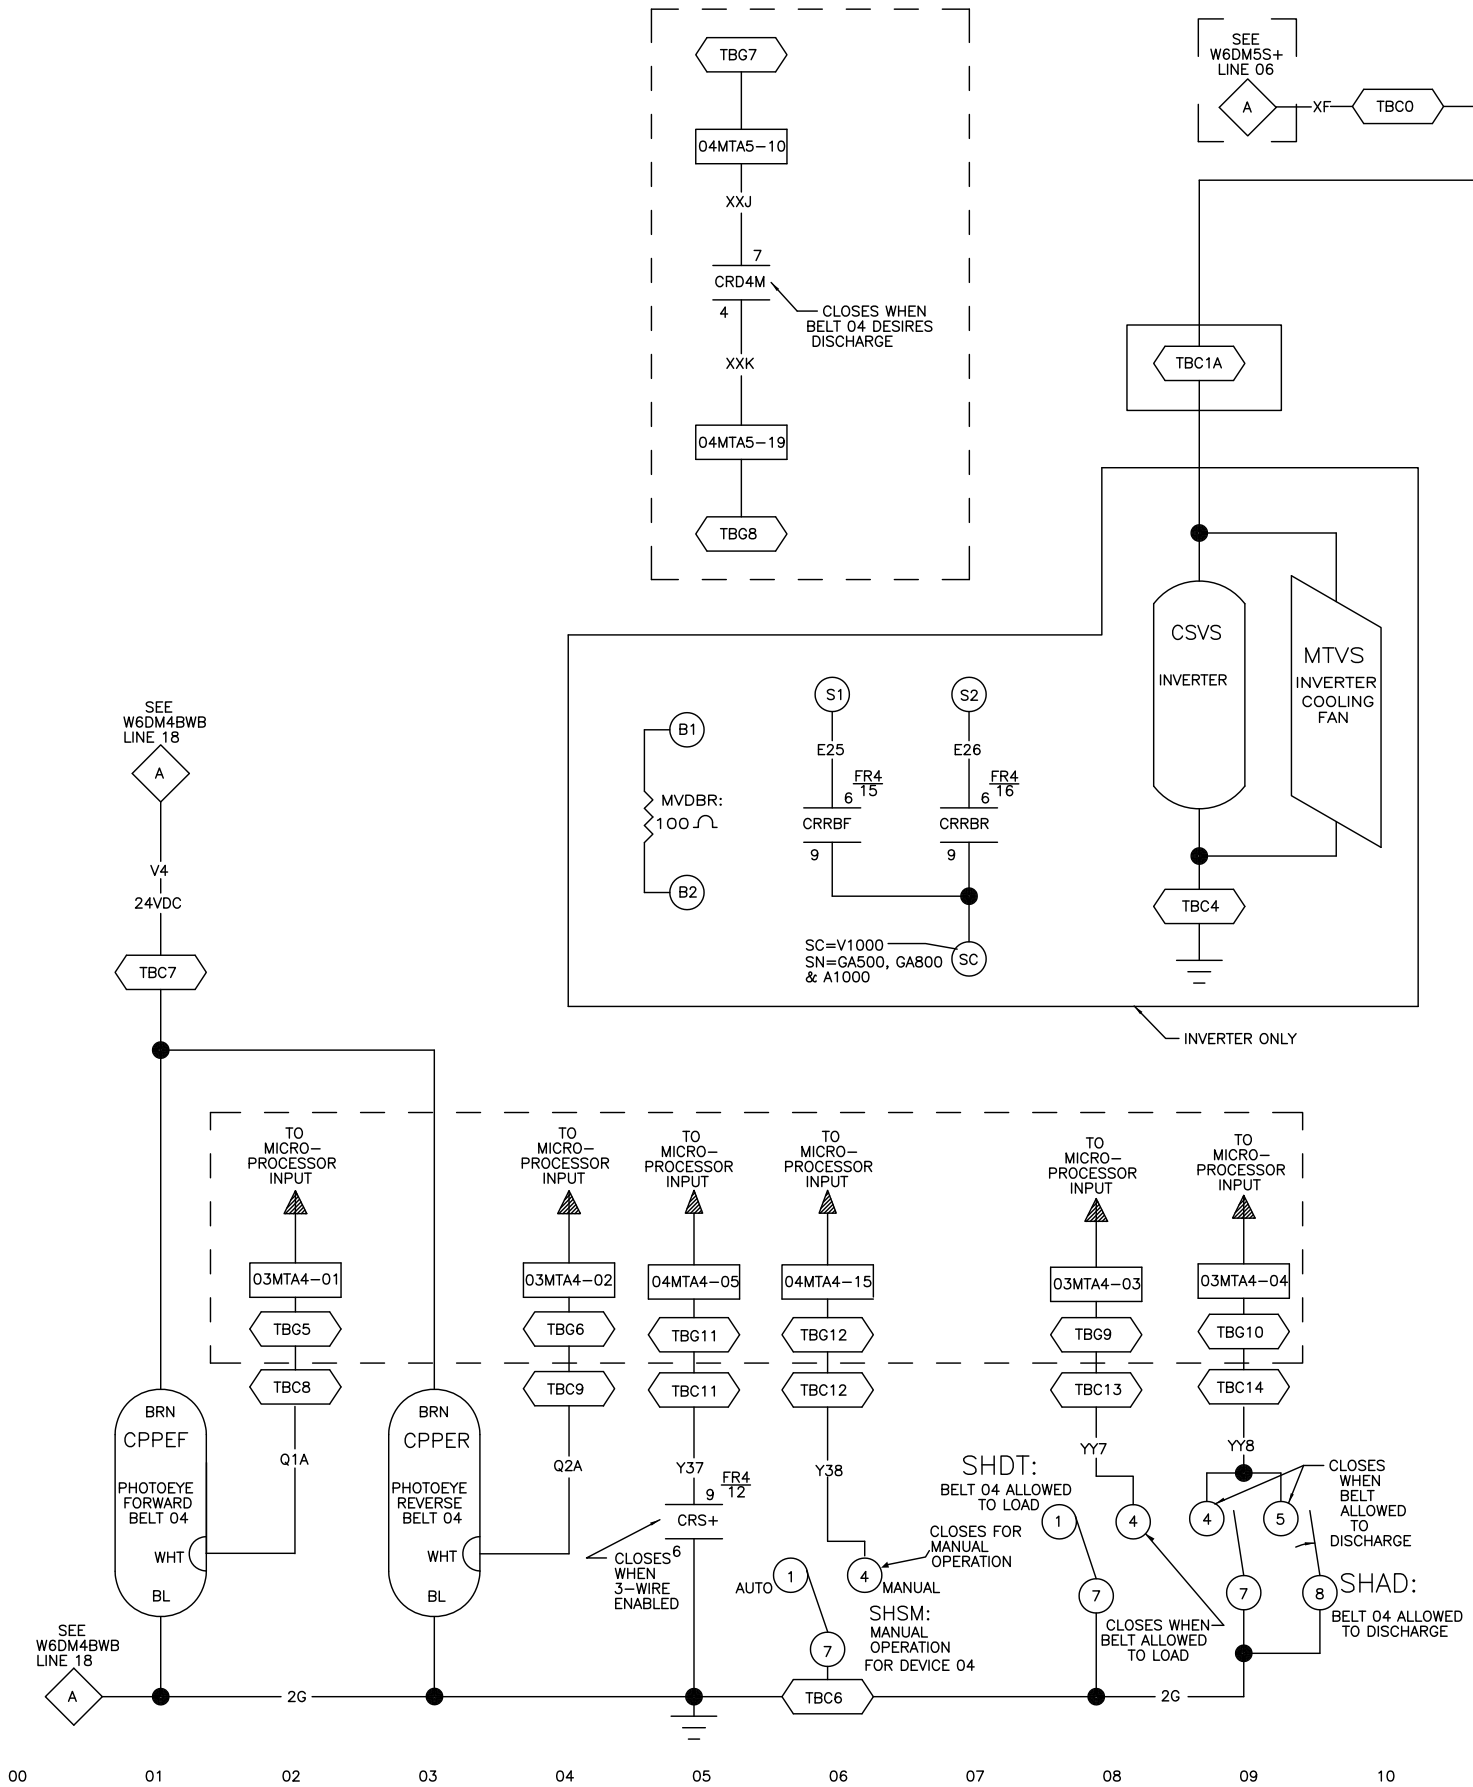 TBG7
04MTA5-10
XXJ
7
CRD4M
4
CLOSES WHEN
BELT 04 DESIRES
DISCHARGE
XXK
04MTA5-19
TBG8
SEE
W6DM5S+
LINE 06
A
XF
TBC0
TBC1A
CSVS
INVERTER
MTVS
INVERTER
COOLING
FAN
TBC4
B1
MVDBR:
100
B2
S1
E25
FR4
15
6
CRRBF
9
S2
E26
FR4
16
6
CRRBR
9
SC=V1000
SN=GA500, GA800
& A1000
SC
INVERTER ONLY
SEE
W6DM4BWB
LINE 18
A
V4
24VDC
TBC7
TO
MICRO-
PROCESSOR
INPUT
03MTA4-01
TBG5
TBC8
Q1A
TO
MICRO-
PROCESSOR
INPUT
03MTA4-02
TBG6
TBC9
Q2A
TO
MICRO-
PROCESSOR
INPUT
04MTA4-05
TBG11
TBC11
Y37
FR4
12
9
CRS+
6
CLOSES
WHEN
3-WIRE
ENABLED
TO
MICRO-
PROCESSOR
INPUT
04MTA4-15
TBG12
TBC12
Y38
CLOSES FOR
MANUAL
OPERATION
AUTO
1
4
MANUAL
SHSM:
MANUAL
OPERATION
FOR DEVICE 04
7
TBC6
TO
MICRO-
PROCESSOR
INPUT
03MTA4-03
TBG9
TBC13
YY7
SHDT:
BELT 04 ALLOWED
TO LOAD
1
4
7
CLOSES WHEN
BELT ALLOWED
TO LOAD
TO
MICRO-
PROCESSOR
INPUT
03MTA4-04
TBG10
TBC14
YY8
CLOSES
WHEN
BELT
ALLOWED
TO
DISCHARGE
4
5
7
8
SHAD:
BELT 04 ALLOWED
TO DISCHARGE
BRN
CPPEF
PHOTOEYE
FORWARD
BELT 04
WHT
BL
BRN
CPPER
PHOTOEYE
REVERSE
BELT 04
WHT
BL
SEE
W6DM4BWB
LINE 18
A
2G
2G
00 01 02 03 04 05 06 07 08 09 10